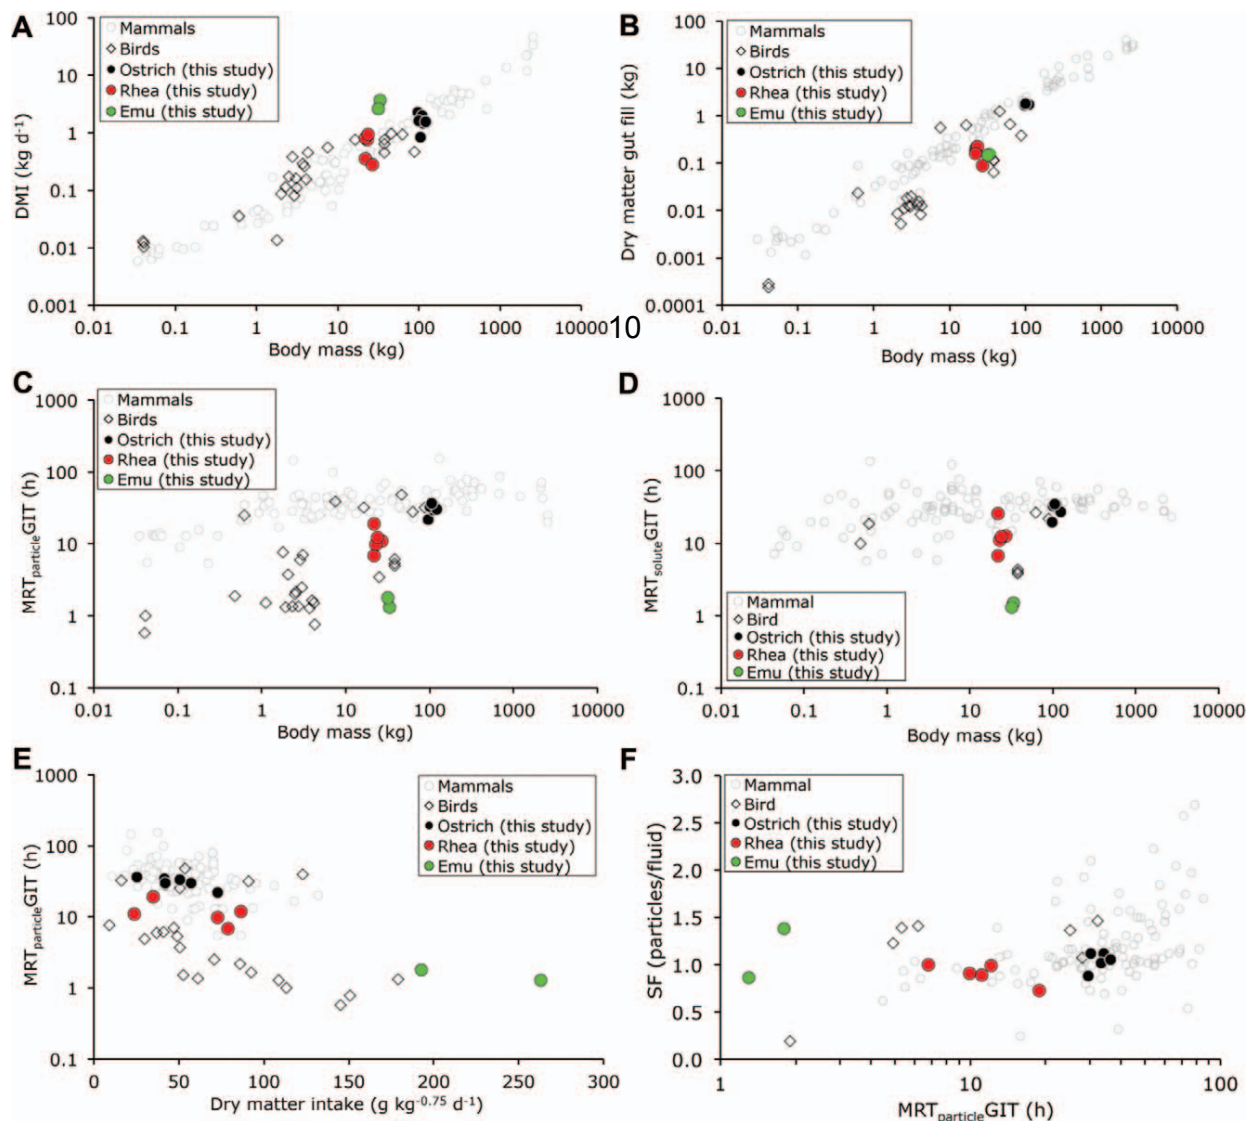 A
DMI (kg d-1)
100
10
1
0.1
0.01
0.001
Mammals
Birds
Ostrich (this study)
Rhea (this study)
Emu (this study)
0.01 0.1 1 10 100 1000 10000
Body mass (kg)
B
Dry matter gut fill (kg)
100
10
1
0.1
0.01
0.001
0.0001
Mammals
Birds
Ostrich (this study)
Rhea (this study)
Emu (this study)
0.01 0.1 1 10 100 1000 10000
Body mass (kg)
10
C
MRTparticleGIT (h)
1000
100
10
1
0.1
Mammals
Birds
Ostrich (this study)
Rhea (this study)
Emu (this study)
0.01 0.1 1 10 100 1000 10000
Body mass (kg)
D
MRTsoluteGIT (h)
1000
100
10
1
0.1
Mammal
Bird
Ostrich (this study)
Rhea (this study)
Emu (this study)
0.01 0.1 1 10 100 1000 10000
Body mass (kg)
E
MRTparticleGIT (h)
1000
100
10
1
0.1
Mammals
Birds
Ostrich (this study)
Rhea (this study)
Emu (this study)
0 50 100 150 200 250 300
Dry matter intake (g kg-0.75 d-1)
F
SF (particles/fluid)
3.0
2.5
2.0
1.5
1.0
0.5
0.0
Mammal
Bird
Ostrich (this study)
Rhea (this study)
Emu (this study)
1 10 100
MRTparticleGIT (h)